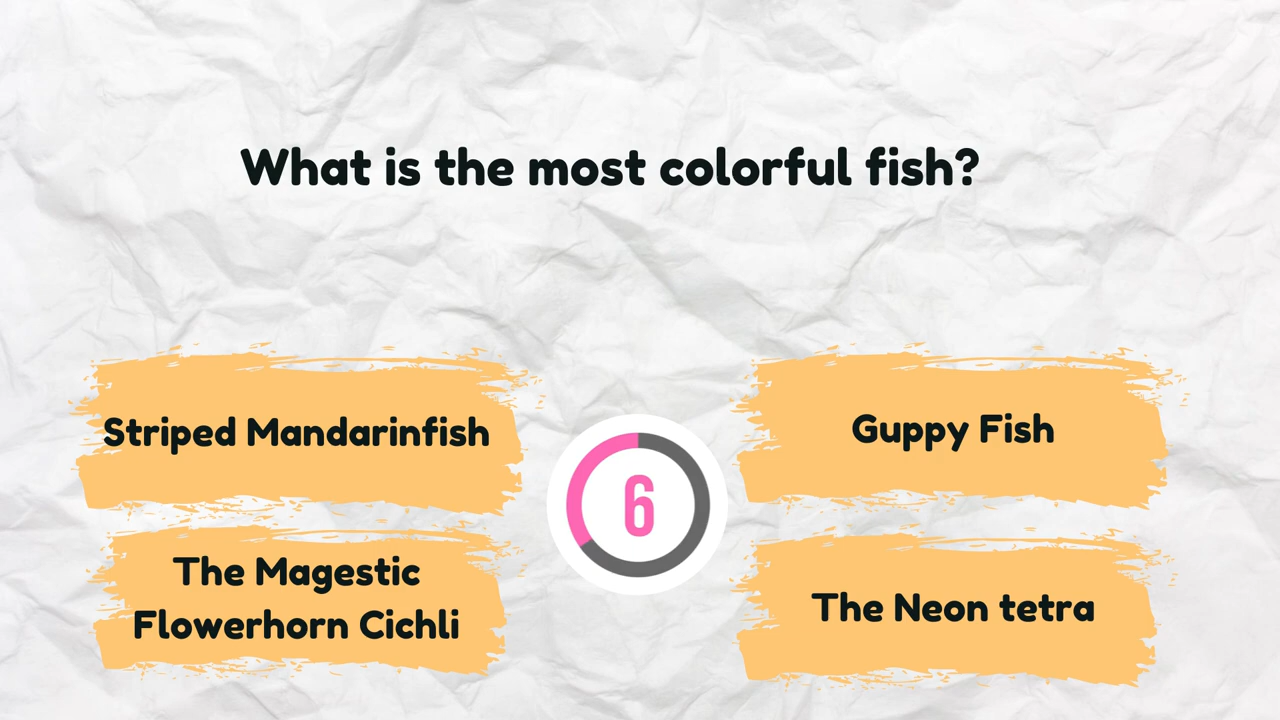 What is the most colorful fish?
Striped Mandarinfish
Guppy Fish
6
The Magestic
Flowerhorn Cichli
The Neon tetra